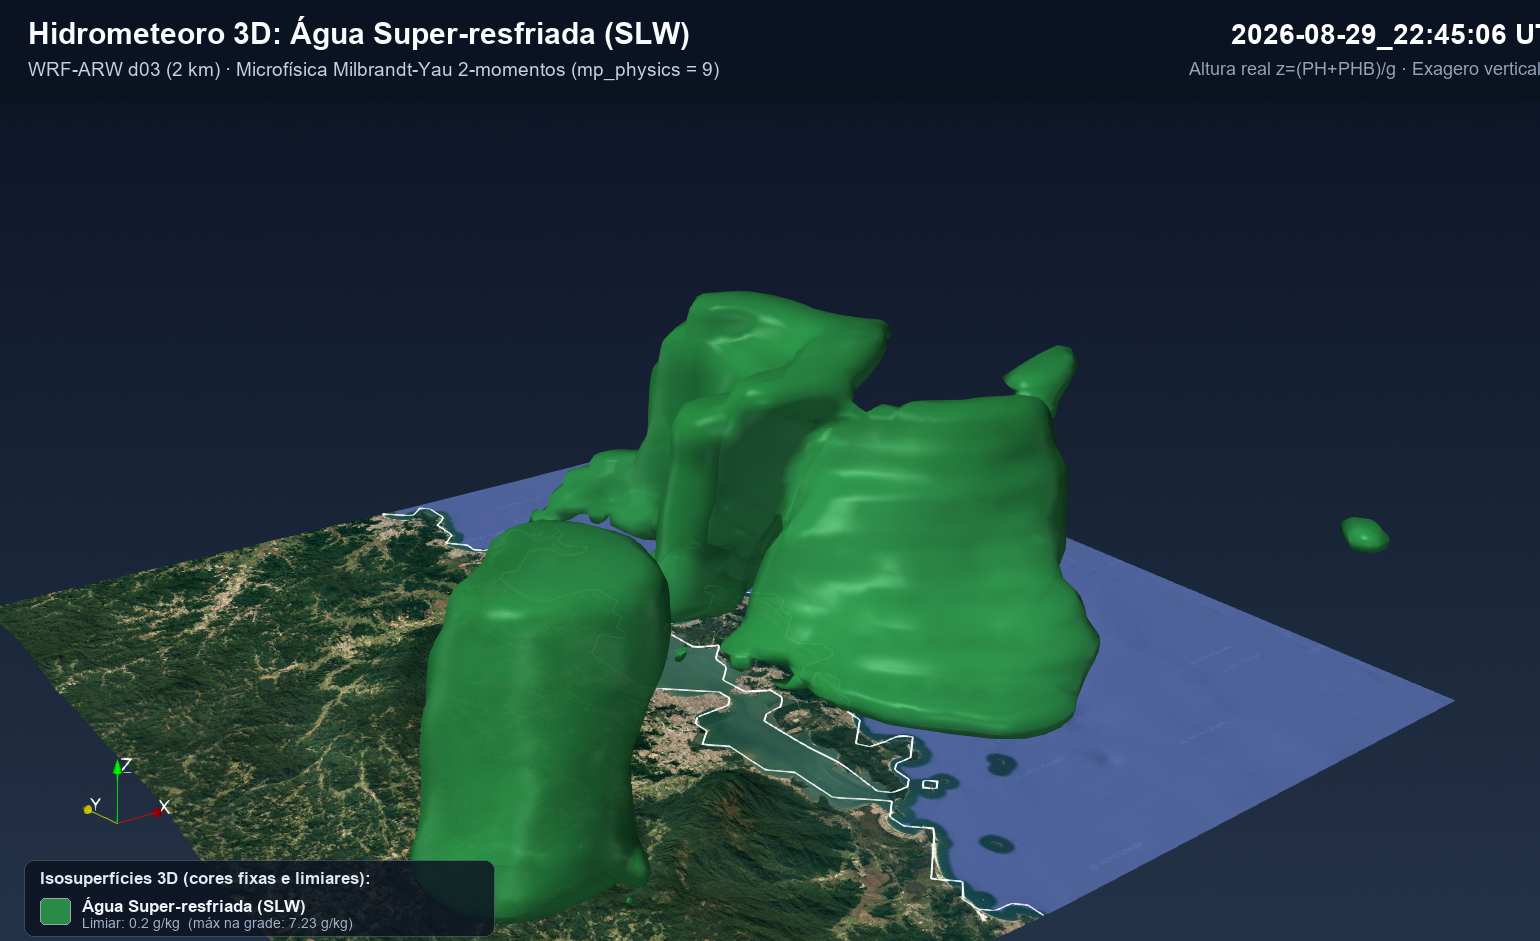 Hidrometeoro 3D: Água Super-resfriada (SLW)
2026-08-29_22:45:06
WRF-ARW d03 (2 km) · Microfísica Milbrandt-Yau 2-momentos (mp_physics = 9)
Altura real z=(PH+PHB)/g · Exagero vertical
Z
Y
X
Isosuperfícies 3D (cores fixas e limiares):
Água Super-resfriada (SLW)
Limiar: 0.2 g/kg (máx na grade: 7.23 g/kg)